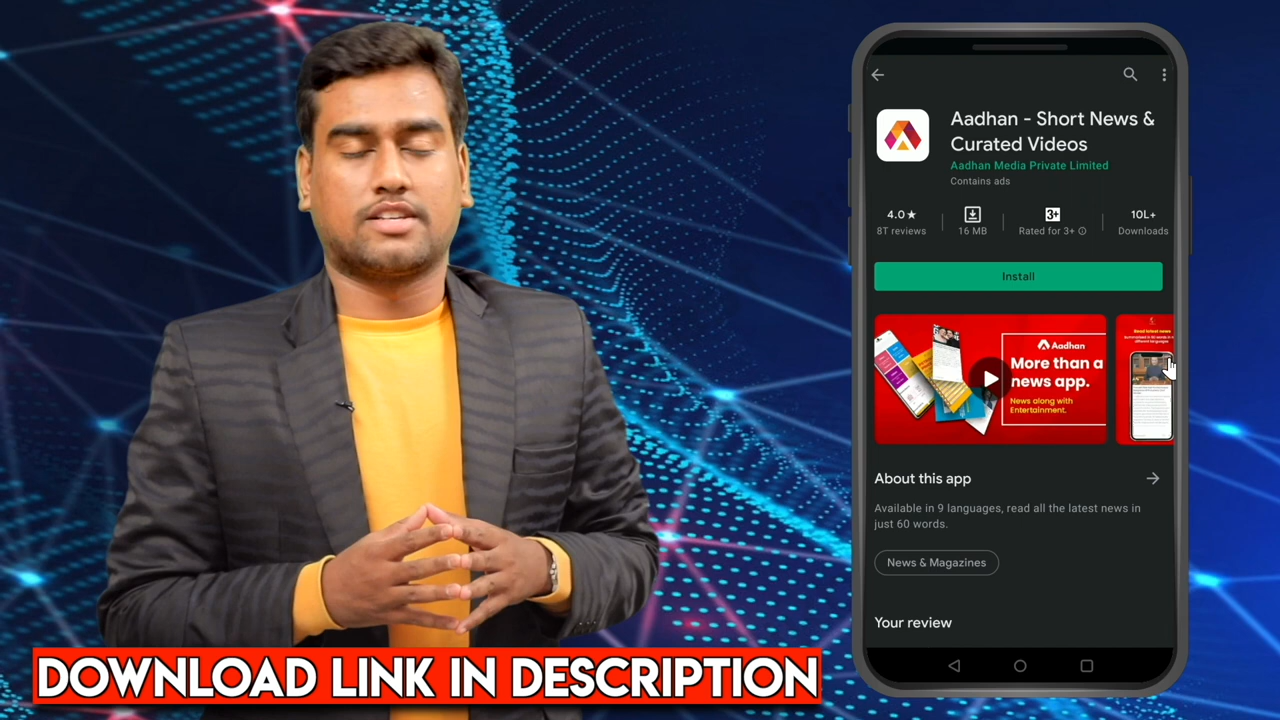 Aadhan - Short News &
Curated Videos
Aadhan Media Private Limited
Contains ads
4.0★
8T reviews
16 MB
3+
Rated for 3+
10L+
Downloads
Install
Aadhan
More than a
news app.
News along with
Entertainment.
Read latest news
About this app
Available in 9 languages, read all the latest news in
just 60 words.
News & Magazines
Your review
DOWNLOAD LINK IN DESCRIPTION